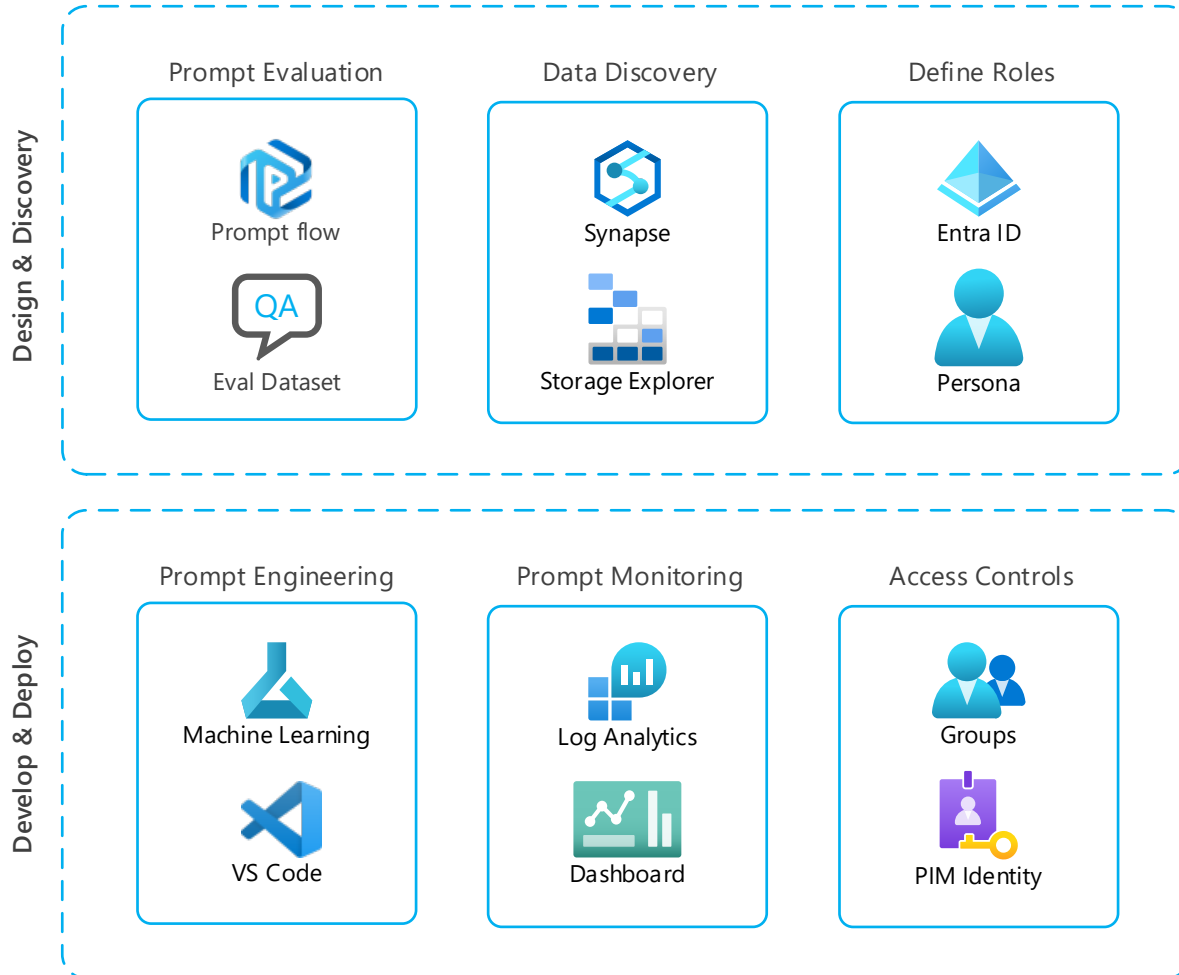 Design & Discovery
Prompt Evaluation
Prompt flow
QA
Eval Dataset
Data Discovery
Synapse
Storage Explorer
Define Roles
Entra ID
Persona
Develop & Deploy
Prompt Engineering
Machine Learning
VS Code
Prompt Monitoring
Log Analytics
Dashboard
Access Controls
Groups
PIM Identity